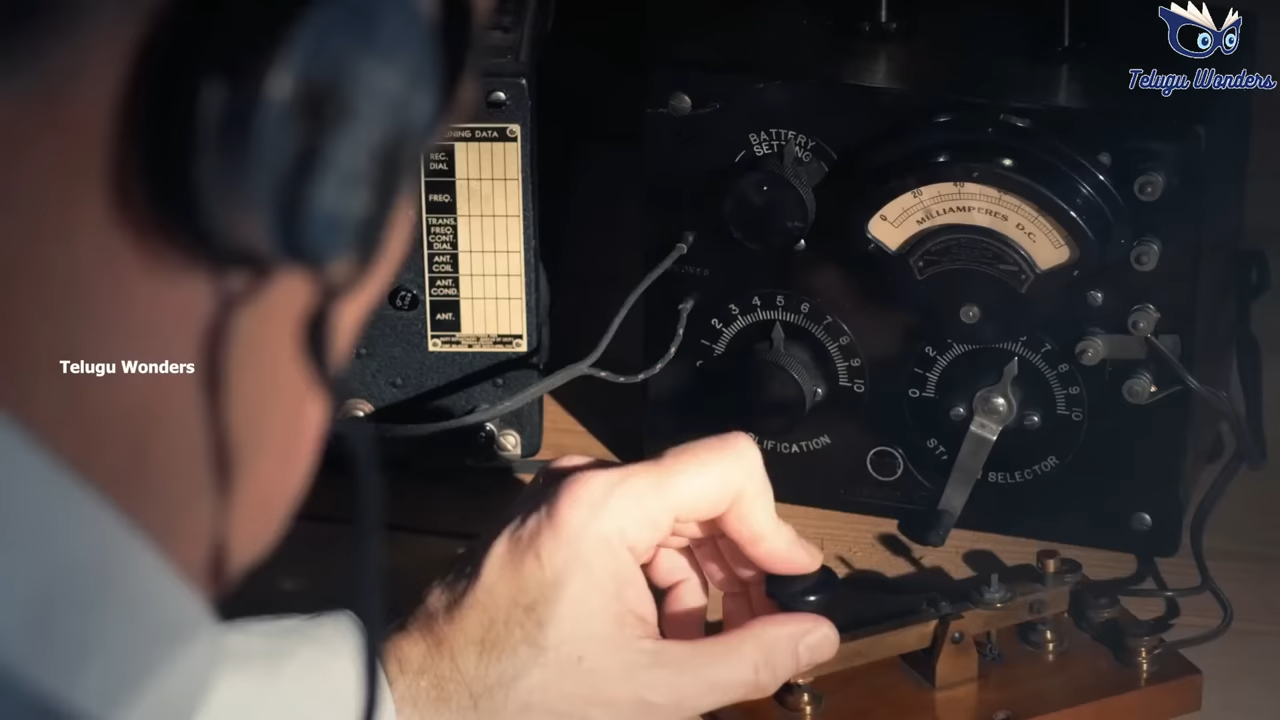 Telugu Wonders
Telugu Wonders
TUNING DATA
REC.
DIAL
FREQ.
TRANS.
FREQ.
CONT.
DIAL
ANT.
COIL
ANT.
COND.
ANT.
BATTERY
SETTING
0 20 40
MILLIAMPERES D.C.
2 3 4 5 6 7 8 9 10
0 2 7 8 9 10
SELECTOR